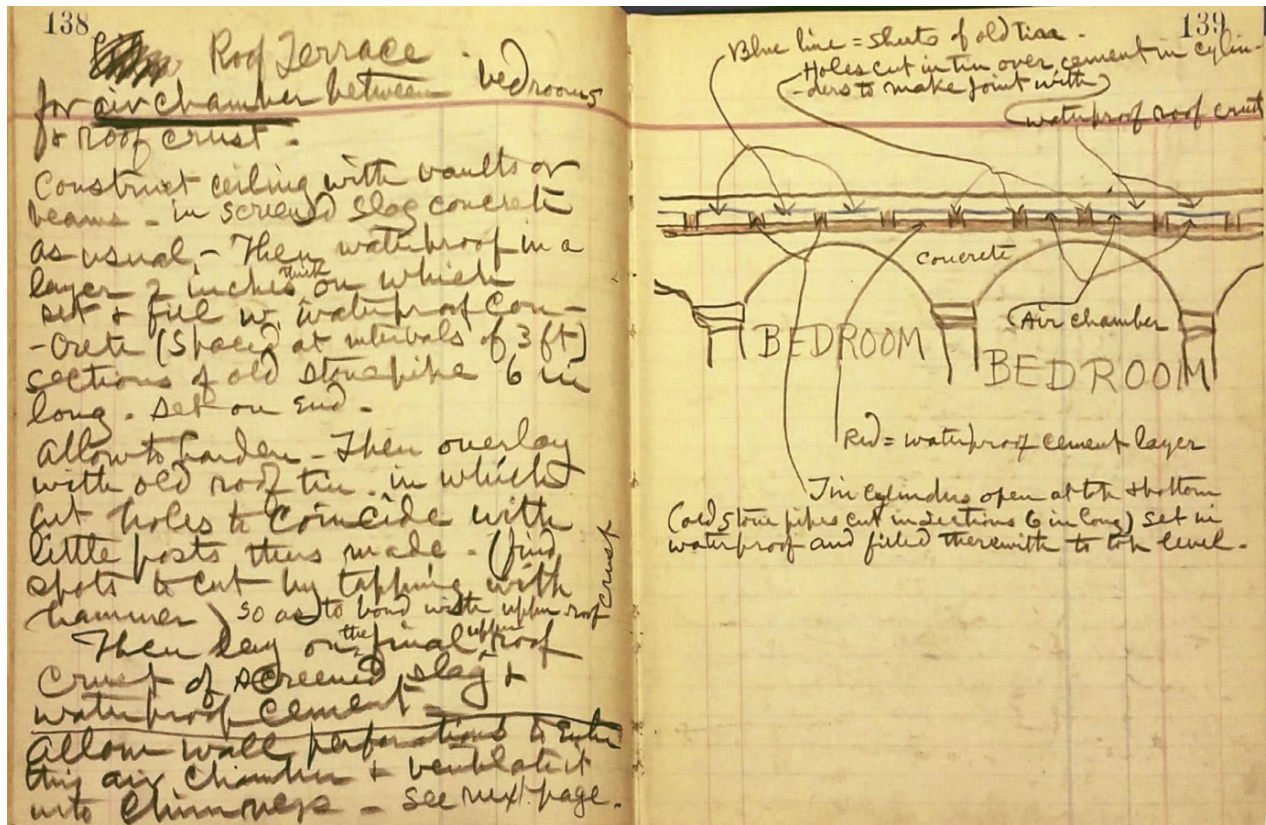 138
Roof Terrace.
for air chamber between bedrooms
& roof crust.
Construct ceiling with vaults or
beams - in screened slag concrete
as usual - Then waterproof in a
layer 2 inches thick on which
set & fill w. waterproof Con-
-crete (Spaced at intervals of 3 ft)
sections of old stovepipe 6 in
long. Set on End.
Allow to harden - Then overlay
with old roof tin in which
cut holes to Coincide with
little posts thus made. (find
spots to cut by tapping with
hammer) so as to bond with upper roof crust
Then lay on the final upper roof
Crust of screened slag &
waterproof cement.
Allow wall perforations to Enter
this air chamber & ventilate it
into Chimneys - see next page.
139
Blue line = sheets of old tin.
Holes cut in tin over cement in cylin-
-ders to make joint with
waterproof roof crust
Concrete
Air chamber
BEDROOM
BEDROOM
Red = waterproof cement layer
Tin cylinders open at top & bottom
(old stove pipes cut in sections 6 in long) set in
waterproof and filled therewith to top level.